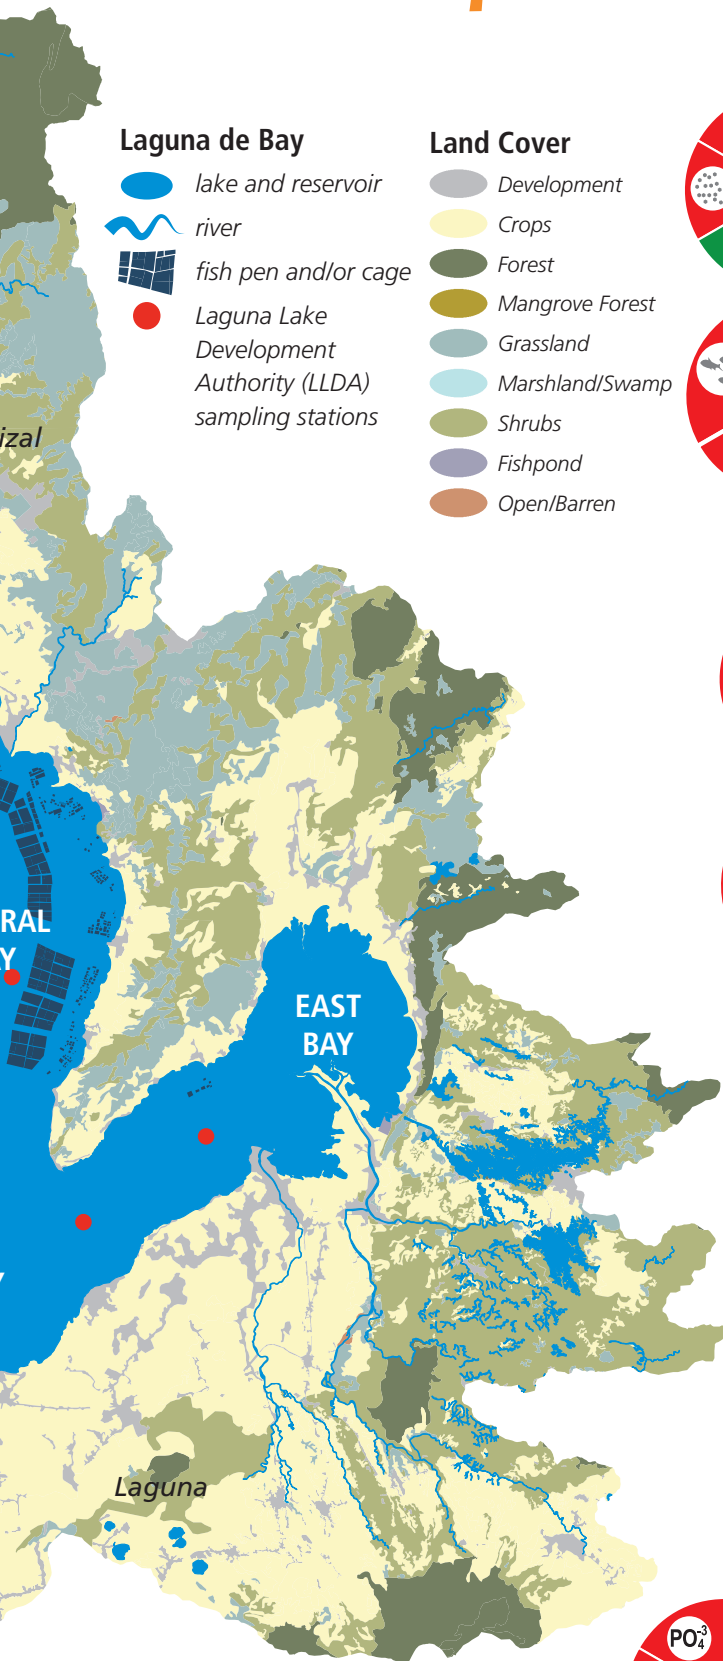 Laguna de Bay
lake and reservoir
river
fish pen and/or cage
Laguna Lake
Development
Authority (LLDA)
sampling stations
Land Cover
Development
Crops
Forest
Mangrove Forest
Grassland
Marshland/Swamp
Shrubs
Fishpond
Open/Barren
izal
RAL
Y
EAST
BAY
Y
Laguna
PO₄⁻³